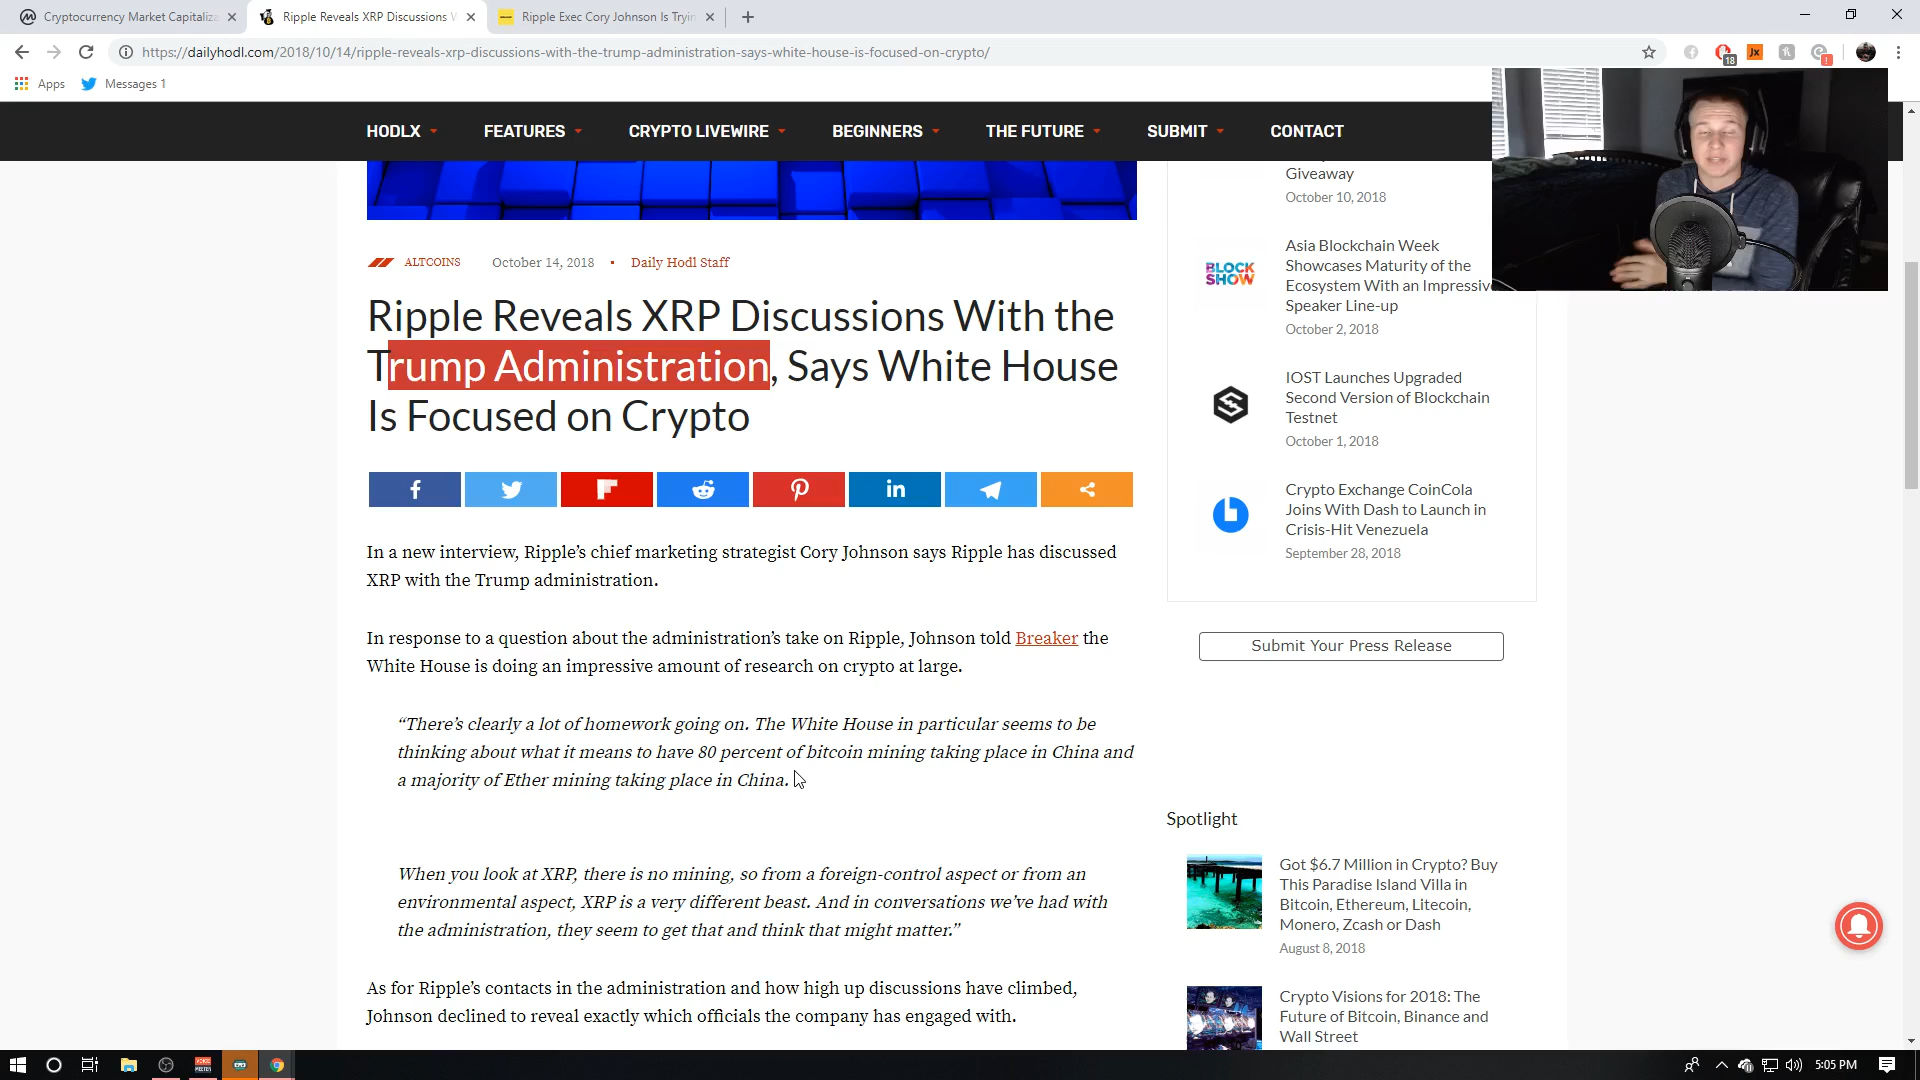 Cryptocurrency Market Capitaliza
Ripple Reveals XRP Discussions W
Ripple Exec Cory Johnson Is Tryin
https://dailyhodl.com/2018/10/14/ripple-reveals-xrp-discussions-with-the-trump-administration-says-white-house-is-focused-on-crypto/
18
Jx
Apps
Messages 1
HODLX
FEATURES
CRYPTO LIVEWIRE
BEGINNERS
THE FUTURE
SUBMIT
CONTACT
ALTCOINS
October 14, 2018
Daily Hodl Staff
Ripple Reveals XRP Discussions With the
Trump Administration, Says White House
Is Focused on Crypto
In a new interview, Ripple’s chief marketing strategist Cory Johnson says Ripple has discussed
XRP with the Trump administration.
In response to a question about the administration’s take on Ripple, Johnson told Breaker the
White House is doing an impressive amount of research on crypto at large.
“There’s clearly a lot of homework going on. The White House in particular seems to be
thinking about what it means to have 80 percent of bitcoin mining taking place in China and
a majority of Ether mining taking place in China.
When you look at XRP, there is no mining, so from a foreign-control aspect or from an
environmental aspect, XRP is a very different beast. And in conversations we’ve had with
the administration, they seem to get that and think that might matter.”
As for Ripple’s contacts in the administration and how high up discussions have climbed,
Johnson declined to reveal exactly which officials the company has engaged with.
Giveaway
October 10, 2018
BLOCK
SHOW
Asia Blockchain Week
Showcases Maturity of the
Ecosystem With an Impressive
Speaker Line-up
October 2, 2018
IOST Launches Upgraded
Second Version of Blockchain
Testnet
October 1, 2018
Crypto Exchange CoinCola
Joins With Dash to Launch in
Crisis-Hit Venezuela
September 28, 2018
Submit Your Press Release
Spotlight
Got $6.7 Million in Crypto? Buy
This Paradise Island Villa in
Bitcoin, Ethereum, Litecoin,
Monero, Zcash or Dash
August 8, 2018
Crypto Visions for 2018: The
Future of Bitcoin, Binance and
Wall Street
5:05 PM